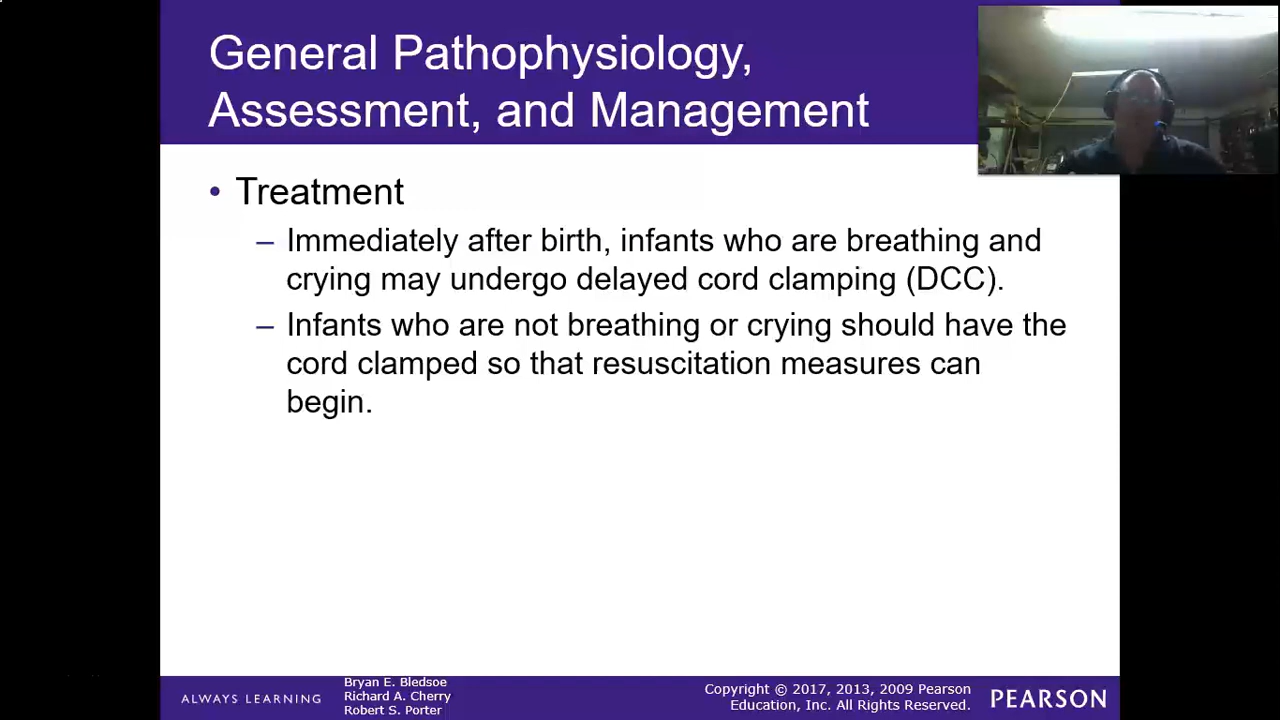 General Pathophysiology,
Assessment, and Management
• Treatment
– Immediately after birth, infants who are breathing and
crying may undergo delayed cord clamping (DCC).
– Infants who are not breathing or crying should have the
cord clamped so that resuscitation measures can
begin.
ALWAYS LEARNING
Bryan E. Bledsoe
Richard A. Cherry
Robert S. Porter
Copyright © 2017, 2013, 2009 Pearson
Education, Inc. All Rights Reserved.
PEARSON